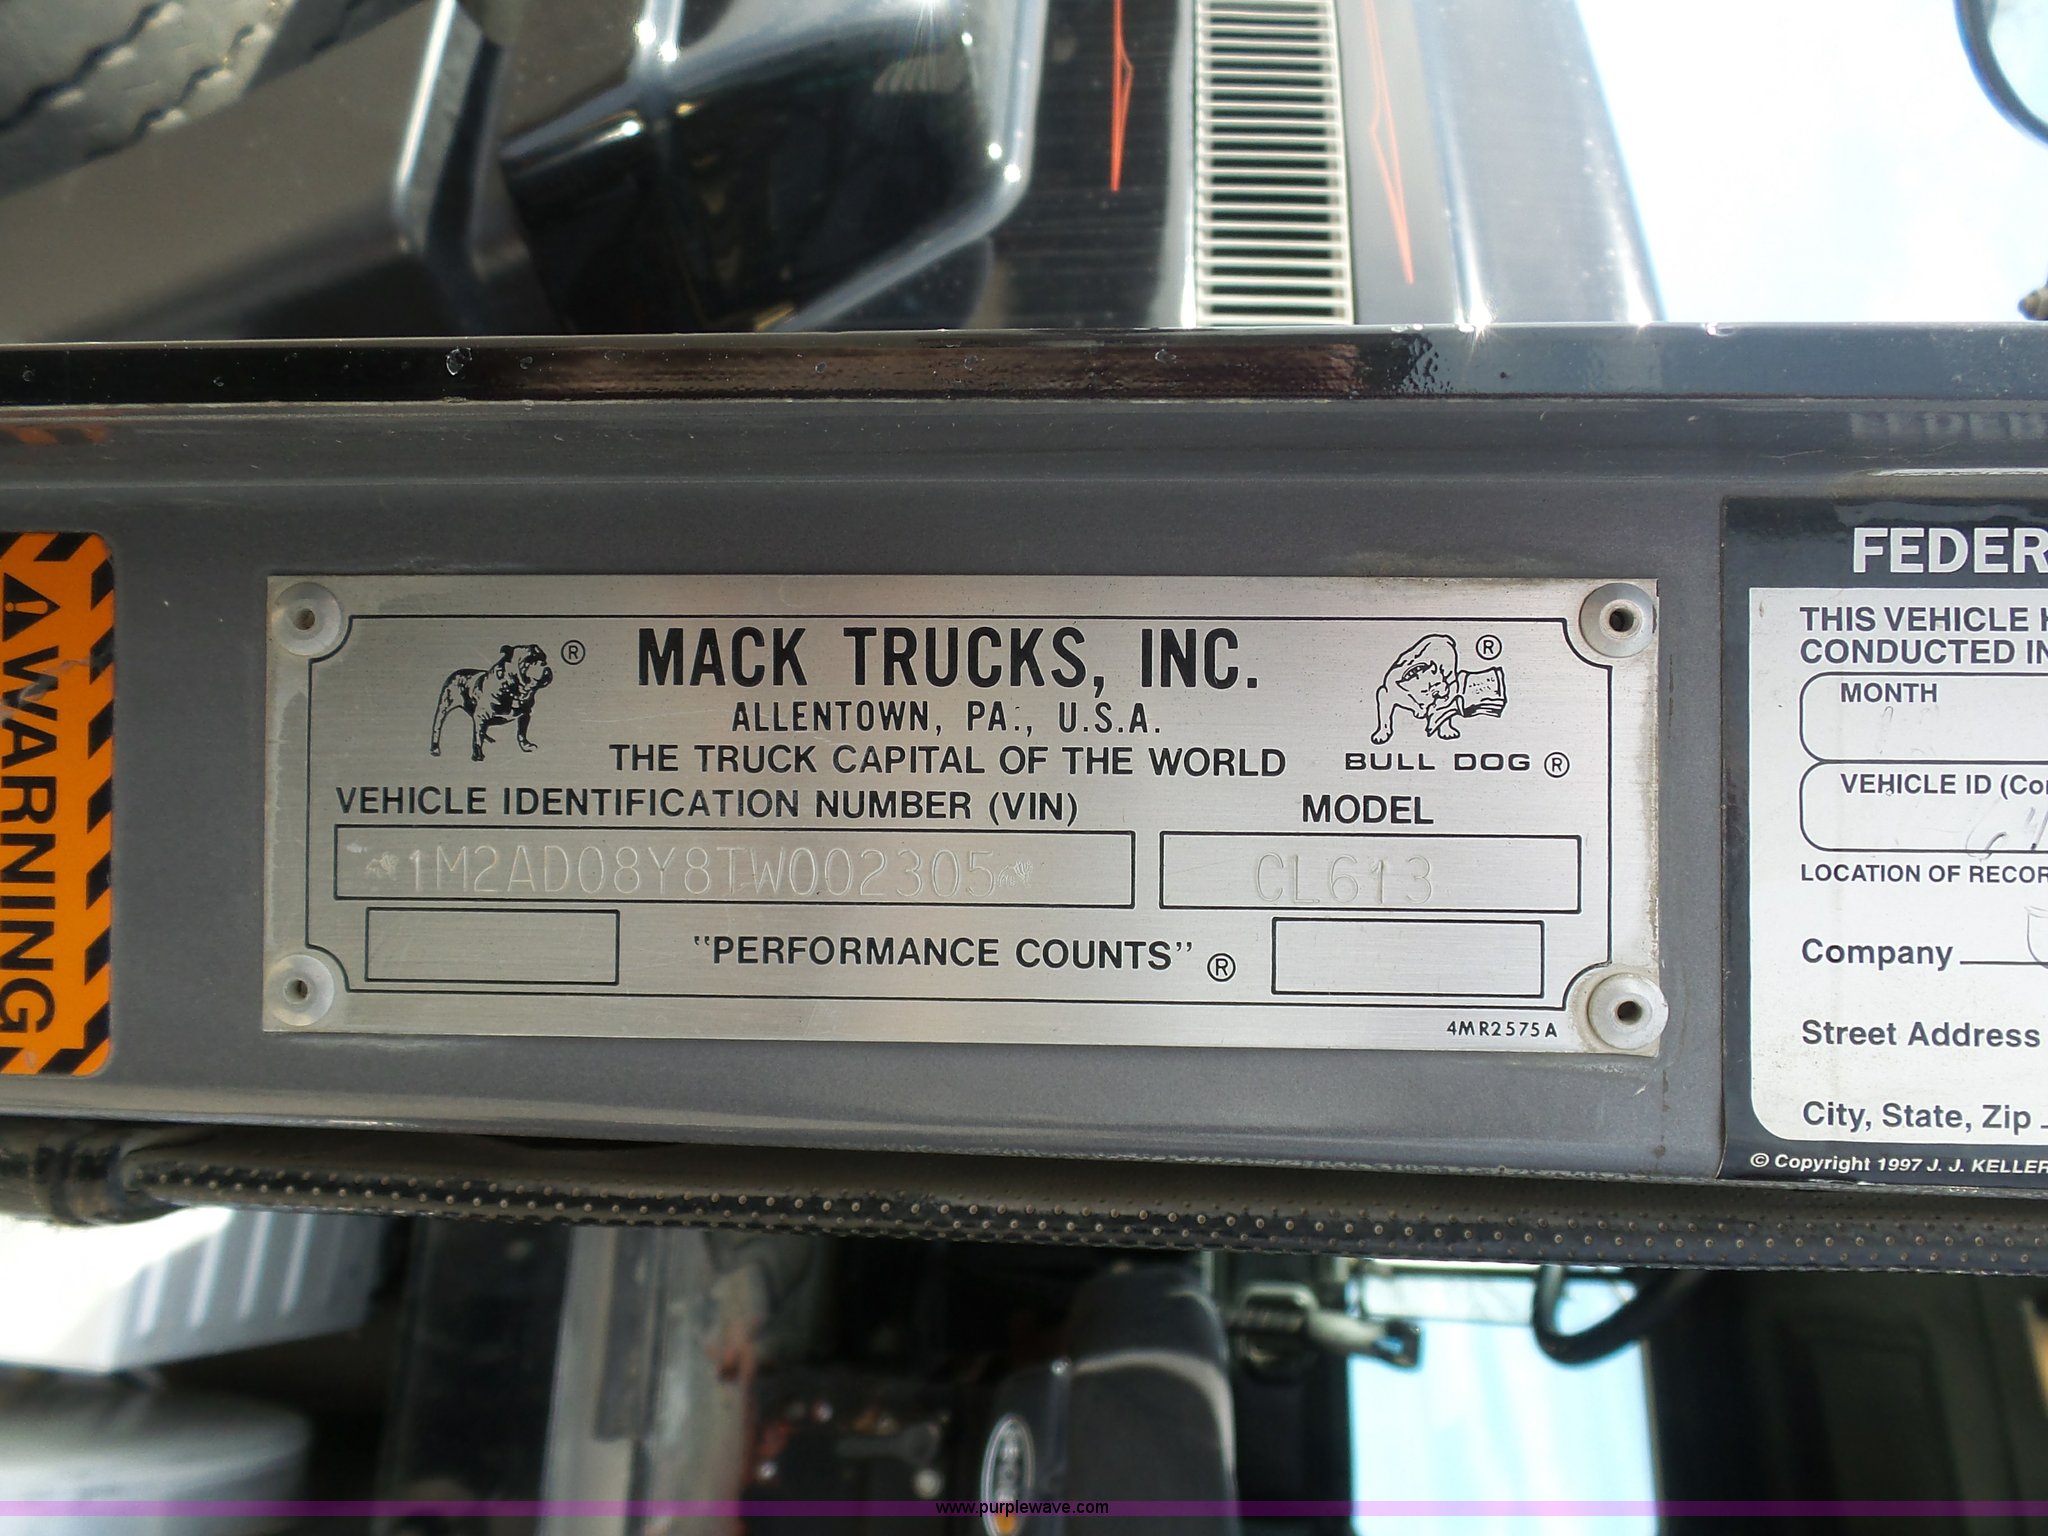 MACK TRUCKS, INC.
ALLENTOWN, PA., U.S.A.
THE TRUCK CAPITAL OF THE WORLD
®
®
BULL DOG ®
VEHICLE IDENTIFICATION NUMBER (VIN)
MODEL
1M2AD08Y8TW002305
CL613
"PERFORMANCE COUNTS" ®
4MR2575A
WARNING
FEDER
THIS VEHICLE H
CONDUCTED IN
MONTH
VEHICLE ID (Cor
LOCATION OF RECOR
Company
Street Address
City, State, Zip
© Copyright 1997 J. J. KELLER
www.purplewave.com